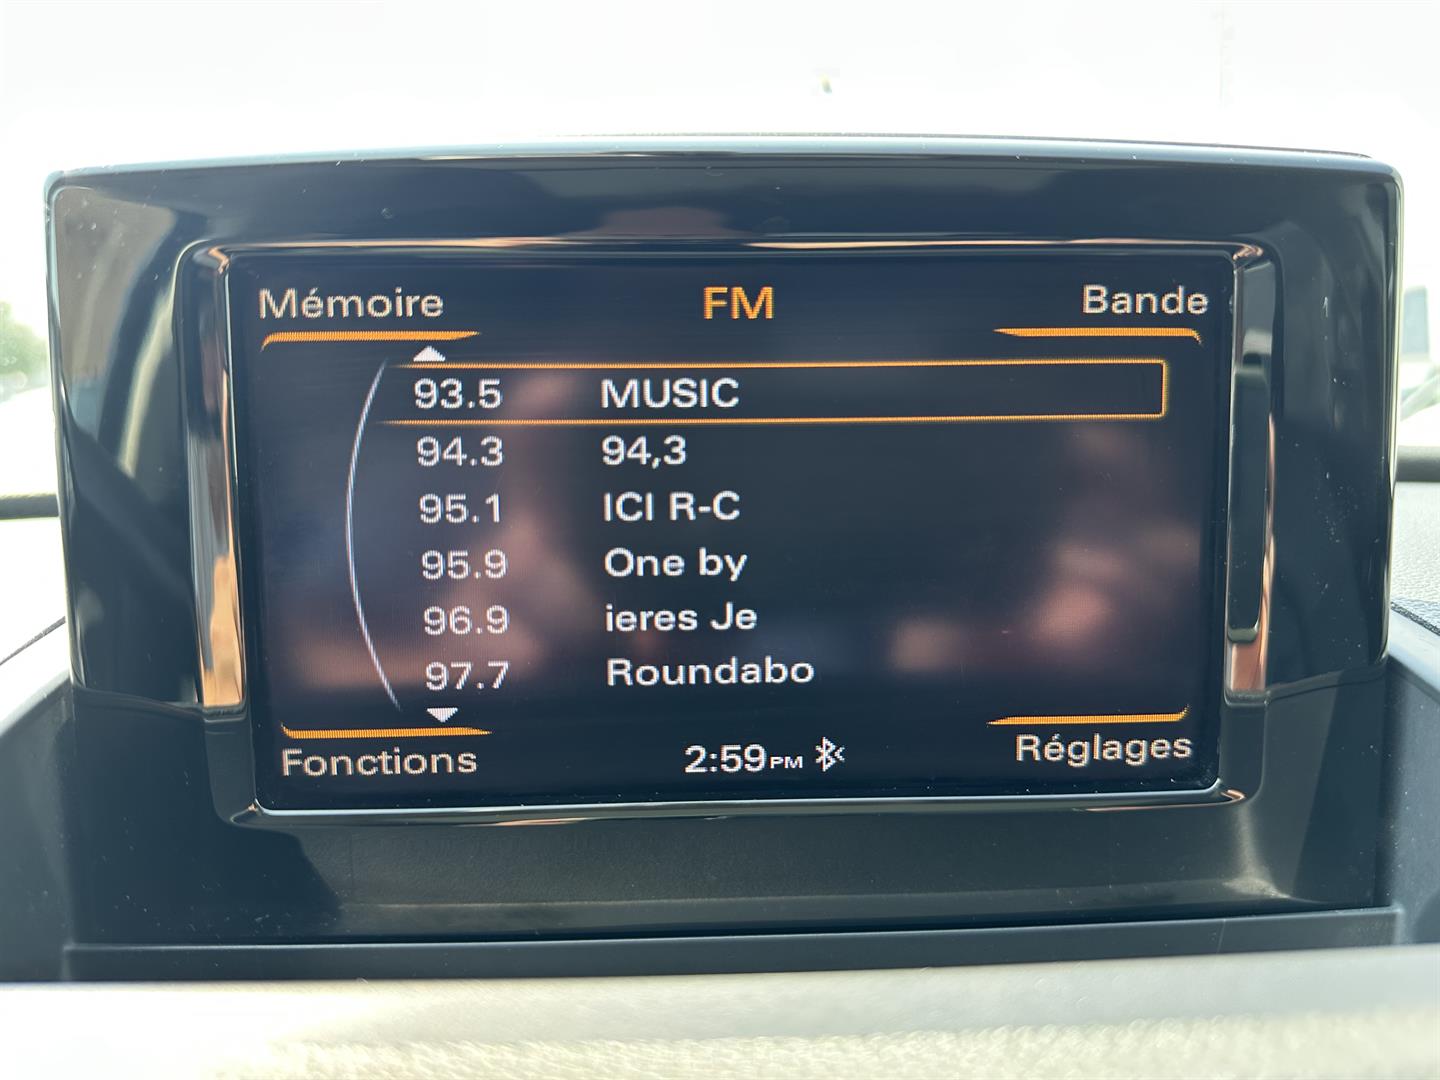 Mémoire FM Bande
93.5 MUSIC
94.3 94,3
95.1 ICI R-C
95.9 One by
96.9 ieres Je
97.7 Roundabo
Fonctions 2:59PM Réglages